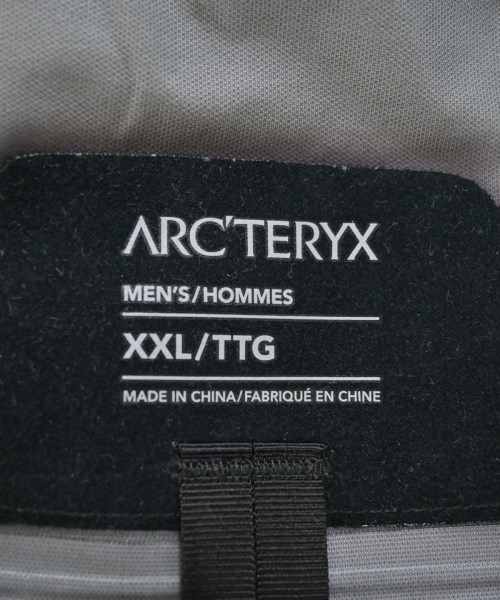 ARC'TERYX
MEN'S/HOMMES
XXL/TTG
MADE IN CHINA/FABRIQUÉ EN CHINE